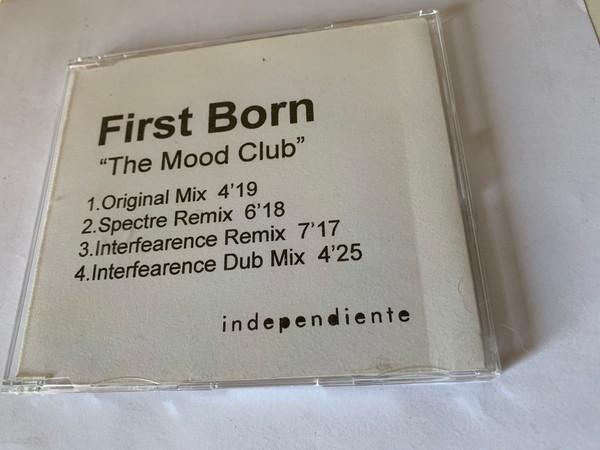 First Born
“The Mood Club”
1.Original Mix 4’19
2.Spectre Remix 6’18
3.Interfearence Remix 7’17
4.Interfearence Dub Mix 4’25
independiente